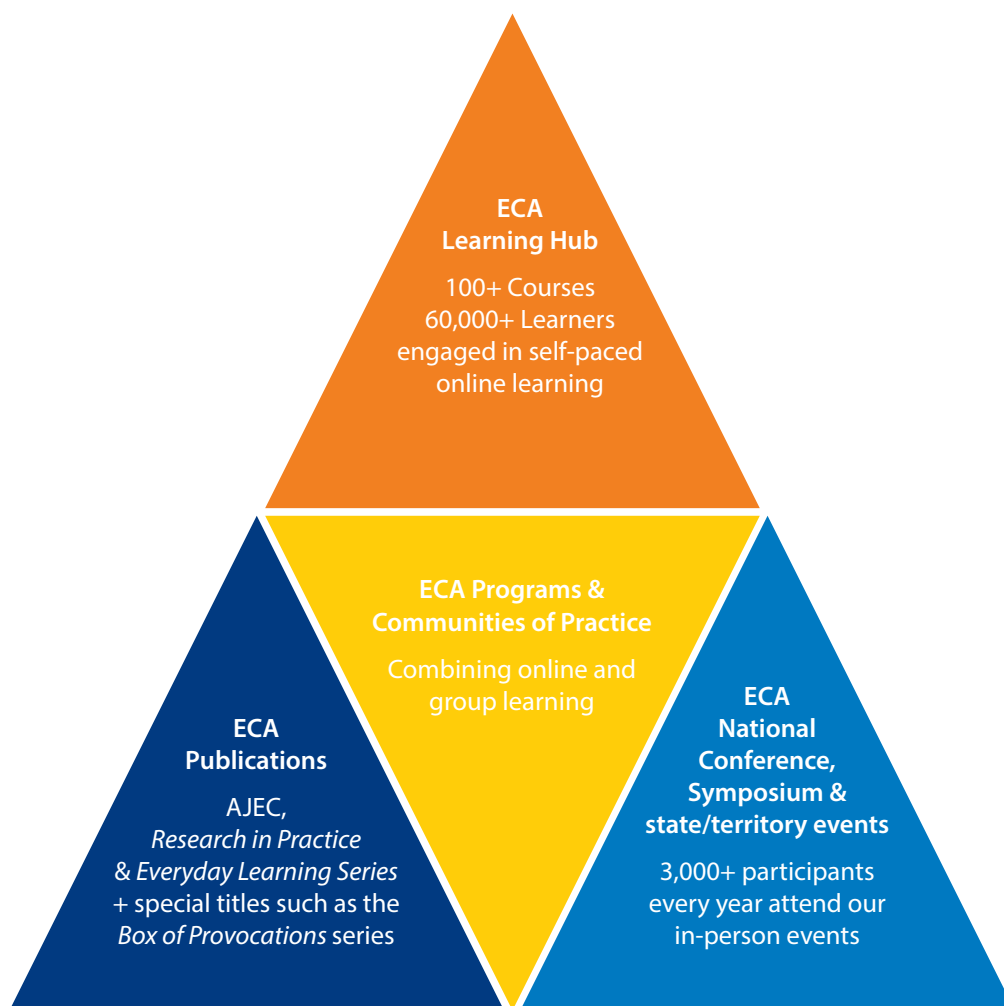 ECA
Learning Hub
100+ Courses
60,000+ Learners
engaged in self-paced
online learning
ECA Programs &
Communities of Practice
Combining online and
group learning
ECA
Publications
AJEC,
Research in Practice
& Everyday Learning Series
+ special titles such as the
Box of Provocations series
ECA
National
Conference,
Symposium &
state/territory events
3,000+ participants
every year attend our
in-person events